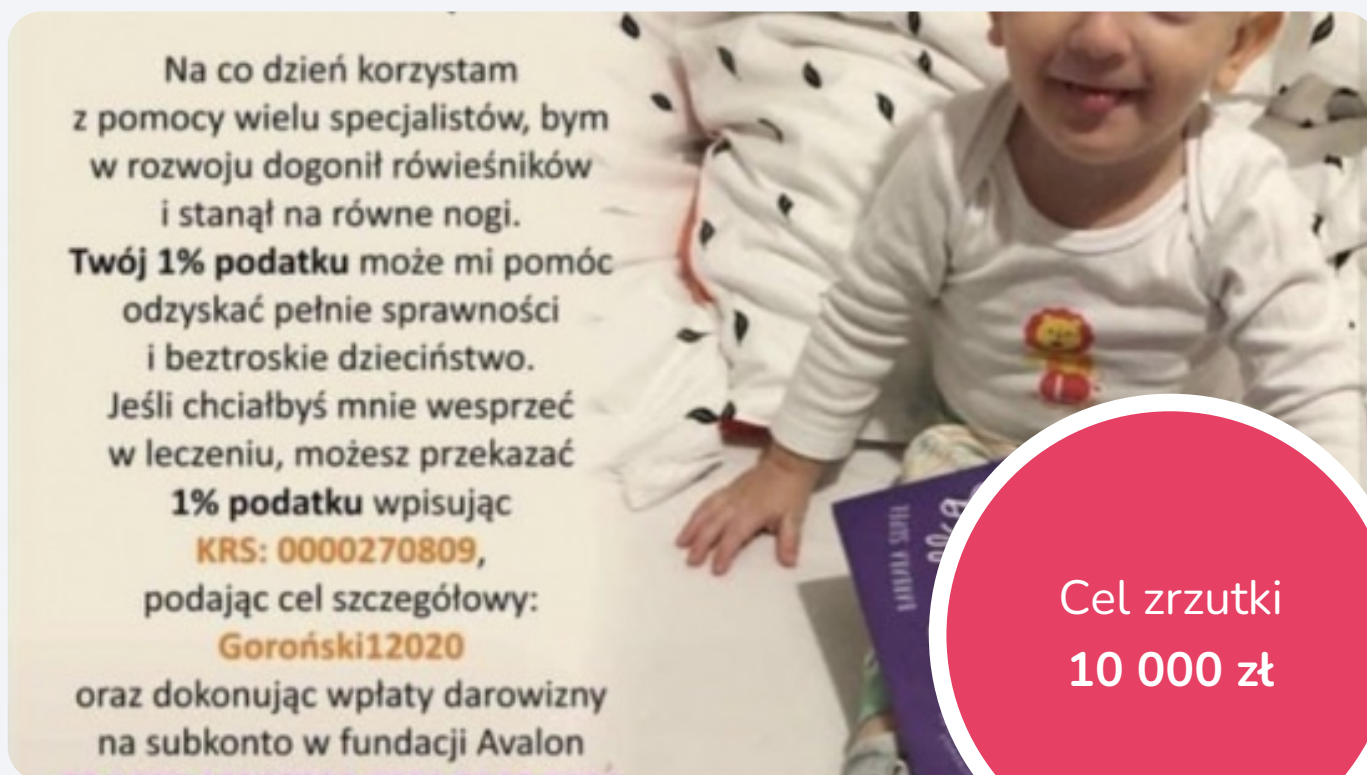 Na co dzień korzystam
z pomocy wielu specjalistów, bym
w rozwoju dogonił rówieśników
i stanął na równe nogi.
Twój 1% podatku może mi pomóc
odzyskać pełnie sprawności
i beztroskie dzieciństwo.
Jeśli chciałbyś mnie wesprzeć
w leczeniu, możesz przekazać
1% podatku wpisując
KRS: 0000270809,
podając cel szczegółowy:
Goroński12020
oraz dokonując wpłaty darowizny
na subkonto w fundacji Avalon
BARBARA SUPEŁ
Cel zrzutki
10 000 zł